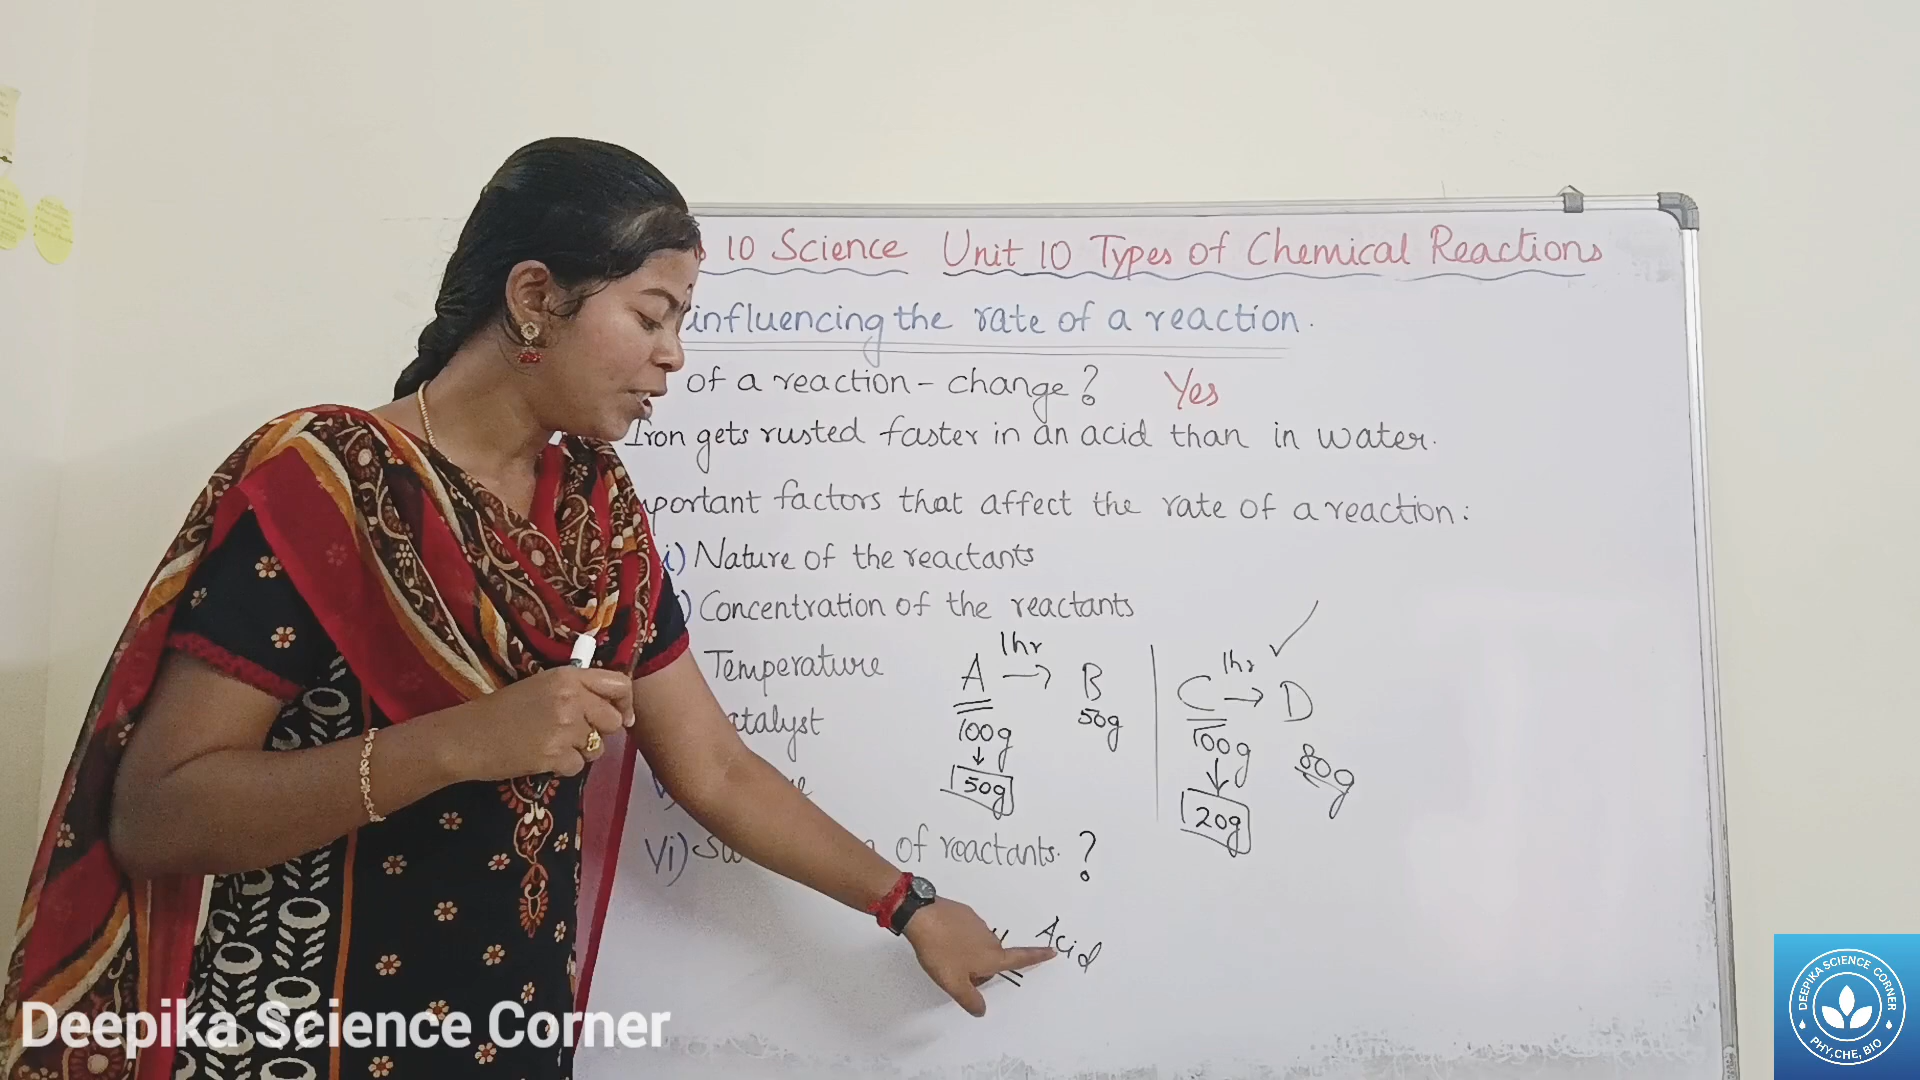 10 Science Unit 10 Types of Chemical Reactions
influencing the rate of a reaction.
of a reaction - change? Yes
Iron gets rusted faster in an acid than in water.
factors that affect the rate of a reaction:
i) Nature of the reactants
Concentration of the reactants
Temperature
A 1hr → B
100g 50g
↓
50g
C 1hr → D
100g 80g
↓
20g
vi) of reactants. ?
Acid
Deepika Science Corner
DEEPIKA SCIENCE CORNER
PHY,CHE,BIO